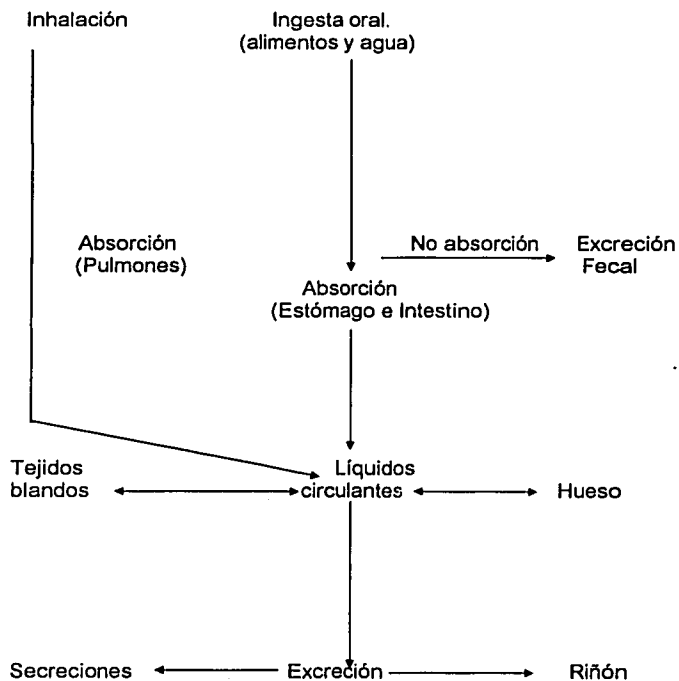 Inhalación
Ingesta oral.
(alimentos y agua)
Absorción
(Pulmones)
No absorción
Excreción
Fecal
Absorción
(Estómago e Intestino)
Tejidos
blandos
Líquidos
circulantes
Hueso
Secreciones
Excreción
Riñón